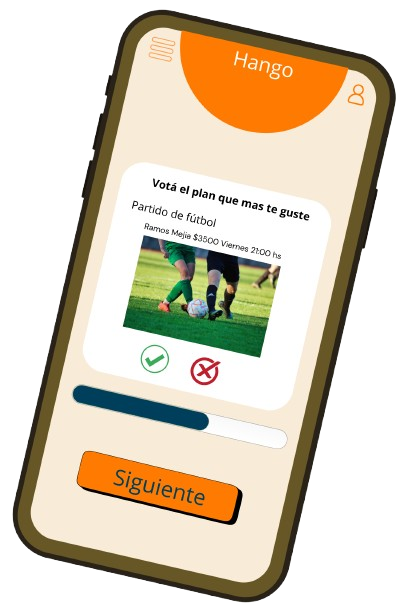 Hango
Votá el plan que mas te guste
Partido de fútbol
Ramos Mejia $3500 Viernes 21:00 hs
Siguiente